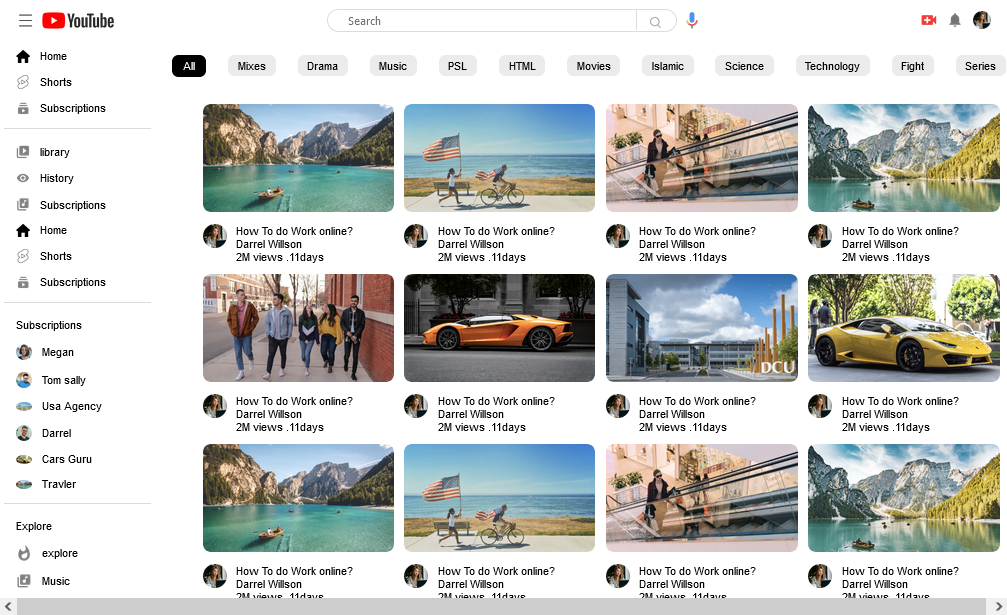 YouTube
Search
Home
Shorts
Subscriptions
library
History
Subscriptions
Home
Shorts
Subscriptions
Subscriptions
Megan
Tom sally
Usa Agency
Darrel
Cars Guru
Travler
Explore
explore
Music
All Mixes Drama Music PSL HTML Movies Islamic Science Technology Fight Series
How To do Work online?
Darrel Willson
2M views .11days
How To do Work online?
Darrel Willson
2M views .11days
How To do Work online?
Darrel Willson
2M views .11days
How To do Work online?
Darrel Willson
2M views .11days
DCU
How To do Work online?
Darrel Willson
2M views .11days
How To do Work online?
Darrel Willson
2M views .11days
How To do Work online?
Darrel Willson
2M views .11days
How To do Work online?
Darrel Willson
2M views .11days
How To do Work online?
Darrel Willson
2M views .11days
How To do Work online?
Darrel Willson
2M views .11days
How To do Work online?
Darrel Willson
2M views .11days
How To do Work online?
Darrel Willson
2M views .11days